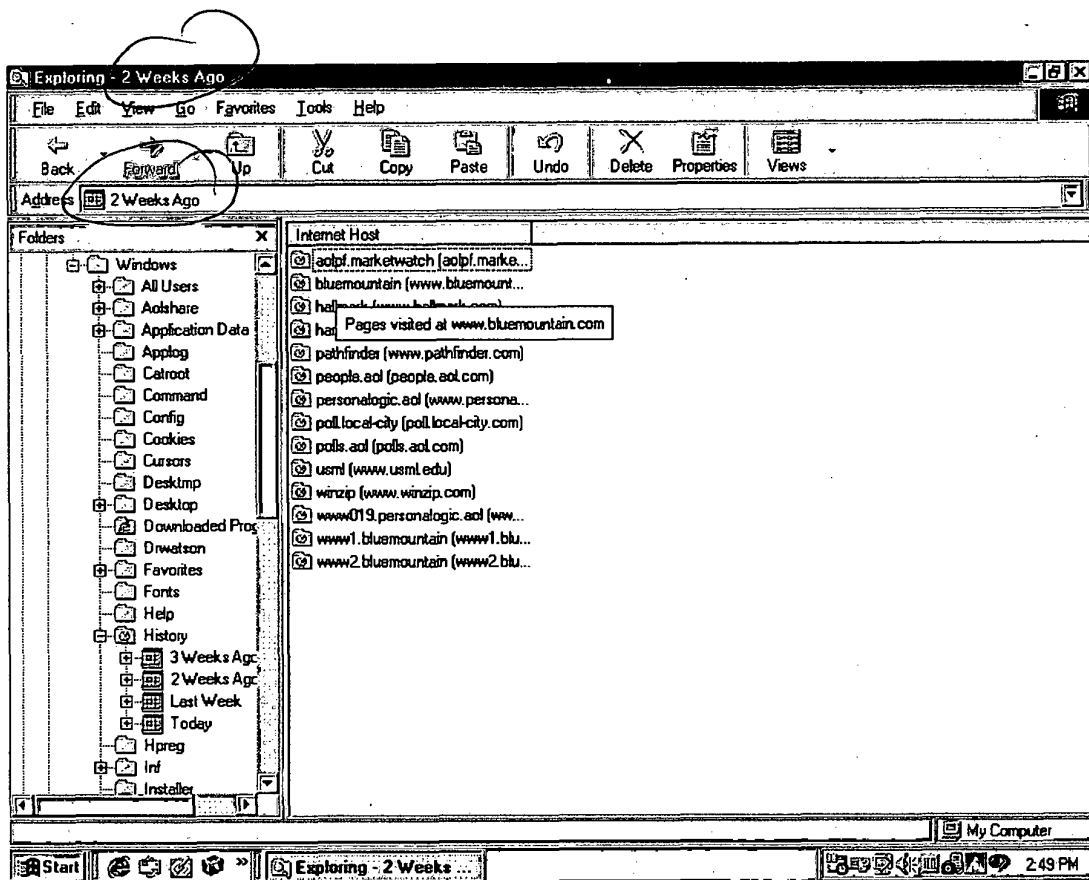 Exploring - 2 Weeks Ago
File Edit View Go Favorites Tools Help
Back Forward Up Cut Copy Paste Undo Delete Properties Views
Address 2 Weeks Ago
Folders
Windows
All Users
Aolshare
Application Data
Applog
Catroot
Command
Config
Cookies
Cursors
Desktmp
Desktop
Downloaded Prog
Drwatson
Favorites
Fonts
Help
History
3 Weeks Ago
2 Weeks Ago
Last Week
Today
Hpreg
Inf
Installer
Internet Host
aolpf.marketwatch (aolpf.marke...
bluemountain (www.bluemount...
hallmark (www.hallmark.com)
Pages visited at www.bluemountain.com
pathfinder (www.pathfinder.com)
people.aol (people.aol.com)
personalogic.aol (www.persona...
poll.local-city (poll.local-city.com)
polls.aol (polls.aol.com)
usml (www.usml.edu)
winzip (www.winzip.com)
www019.personalogic.aol (ww...
www1.bluemountain (www1.blu...
www2.bluemountain (www2.blu...
My Computer
Start » Exploring - 2 Weeks ... 2:49 PM